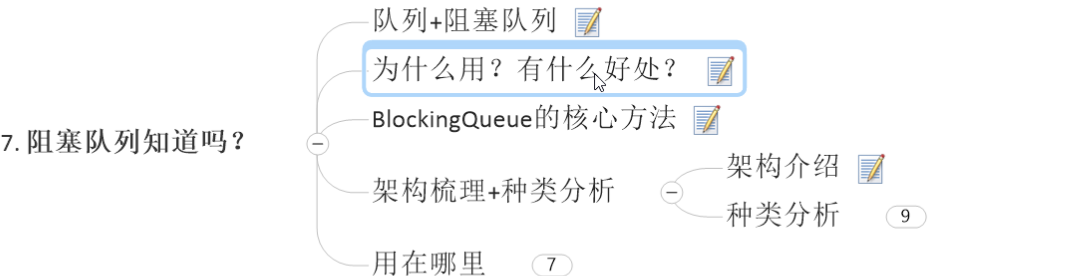 队列+阻塞队列
为什么用？有什么好处？
BlockingQueue的核心方法
7. 阻塞队列知道吗？
架构介绍
架构梳理+种类分析
种类分析 9
用在哪里 7